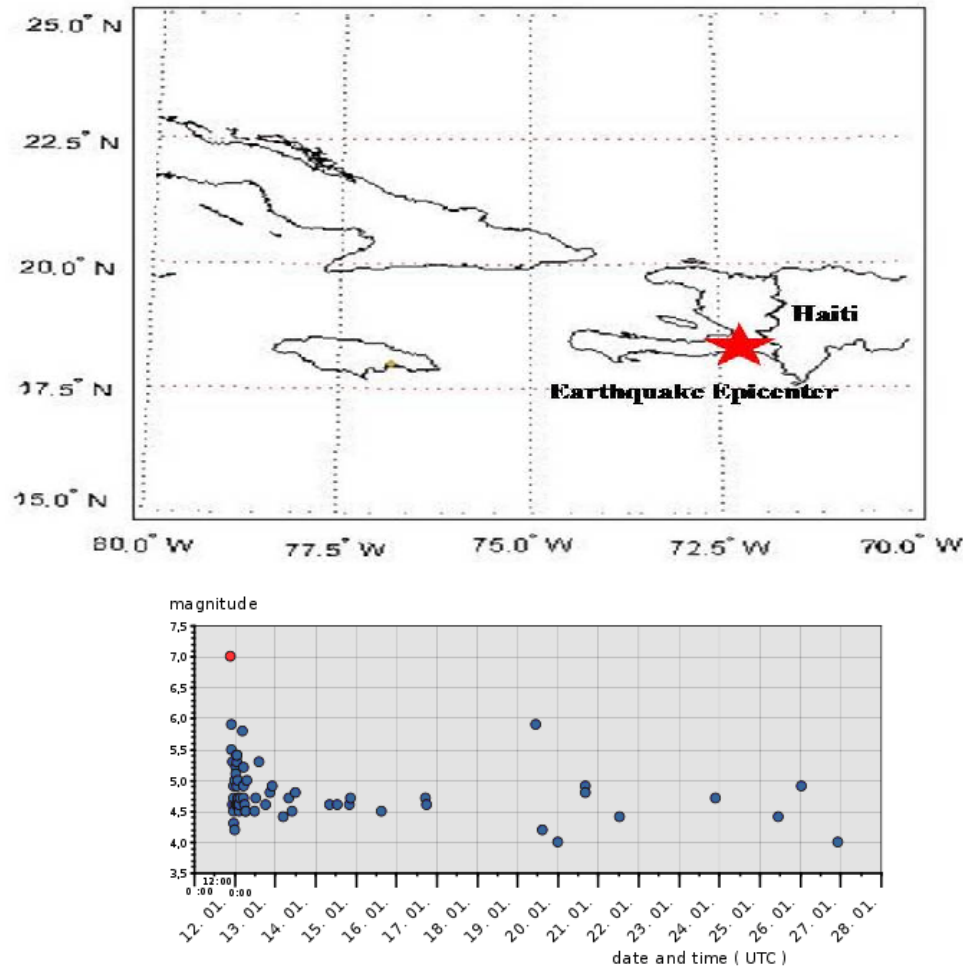 25.0° N
22.5° N
20.0° N
Haiti
17.5° N
Earthquake Epicenter
15.0° N
80.0° W 77.5° W 75.0° W 72.5° W 70.0° W
magnitude
7,5
7,0
6,5
6,0
5,5
5,0
4,5
4,0
3,5
12:00
0:00 0:00
12. 01. 13. 01. 14. 01. 15. 01. 16. 01. 17. 01. 18. 01. 19. 01. 20. 01. 21. 01. 22. 01. 23. 01. 24. 01. 25. 01. 26. 01. 27. 01. 28. 01.
date and time ( UTC )